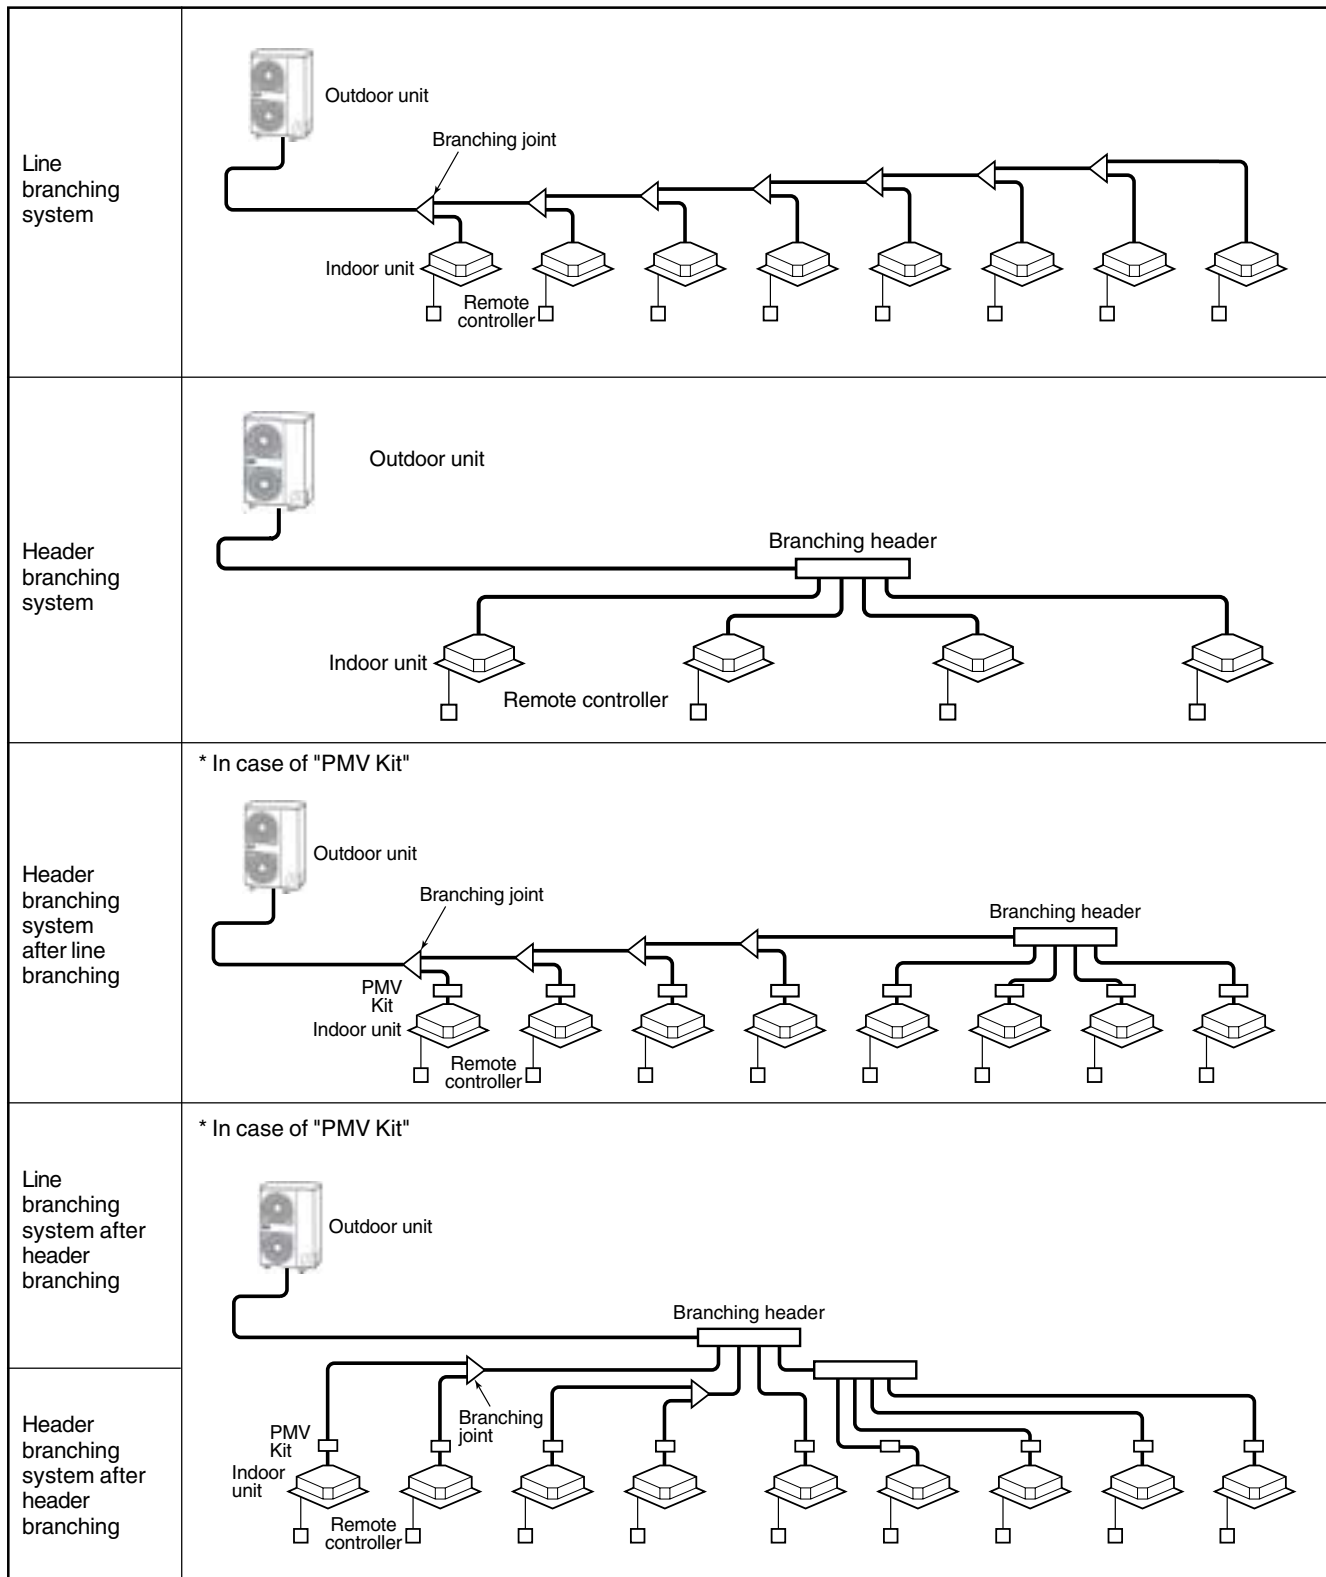 Line
branching
system
Outdoor unit
Branching joint
Indoor unit
Remote
controller
Header
branching
system
Outdoor unit
Branching header
Indoor unit
Remote controller
Header
branching
system
after line
branching
* In case of "PMV Kit"
Outdoor unit
Branching joint
Branching header
PMV
Kit
Indoor unit
Remote
controller
Line
branching
system after
header
branching
* In case of "PMV Kit"
Outdoor unit
Branching header
Header
branching
system after
header
branching
Branching
joint
PMV
Kit
Indoor
unit
Remote
controller